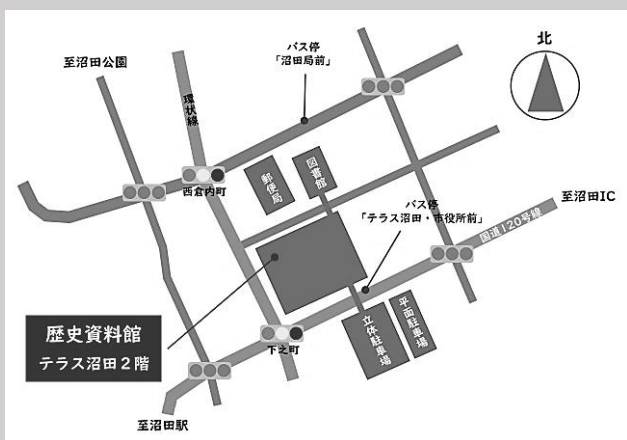 バス停
「沼田局前」
北
至沼田公園
環状線
西倉内町
郵便局
図書館
バス停
「テラス沼田・市役所前」
至沼田IC
国道120号線
歴史資料館
テラス沼田2階
下之町
立体駐車場
平面駐車場
至沼田駅